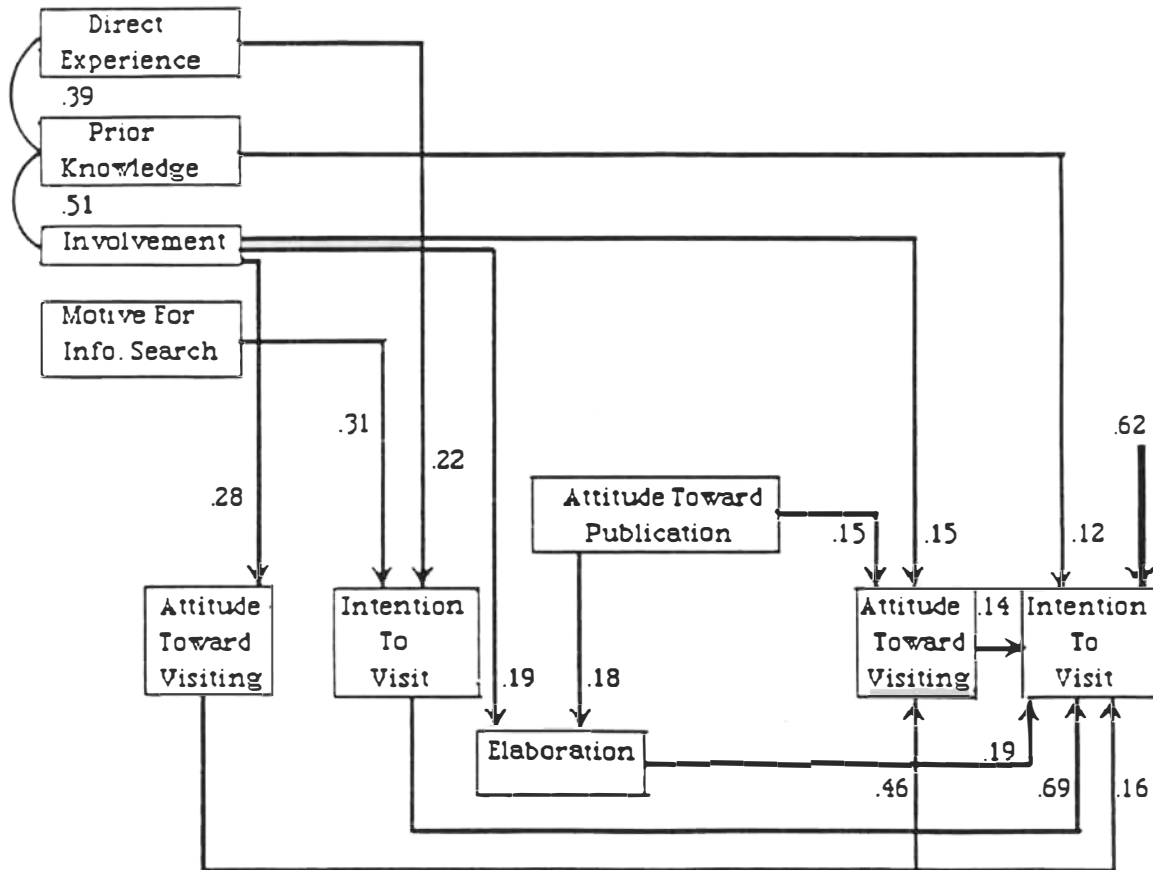 Direct
Experience
.39
Prior
Knowledge
.51
Involvement
Motive For
Info. Search
.31
.22
.62
.28
Attitude Toward
Publication
.15
.15
.12
Attitude
Toward
Visiting
Intention
To
Visit
.19
.18
Attitude
Toward
Visiting
.14
Intention
To
Visit
Elaboration
.19
.46
.69
.16